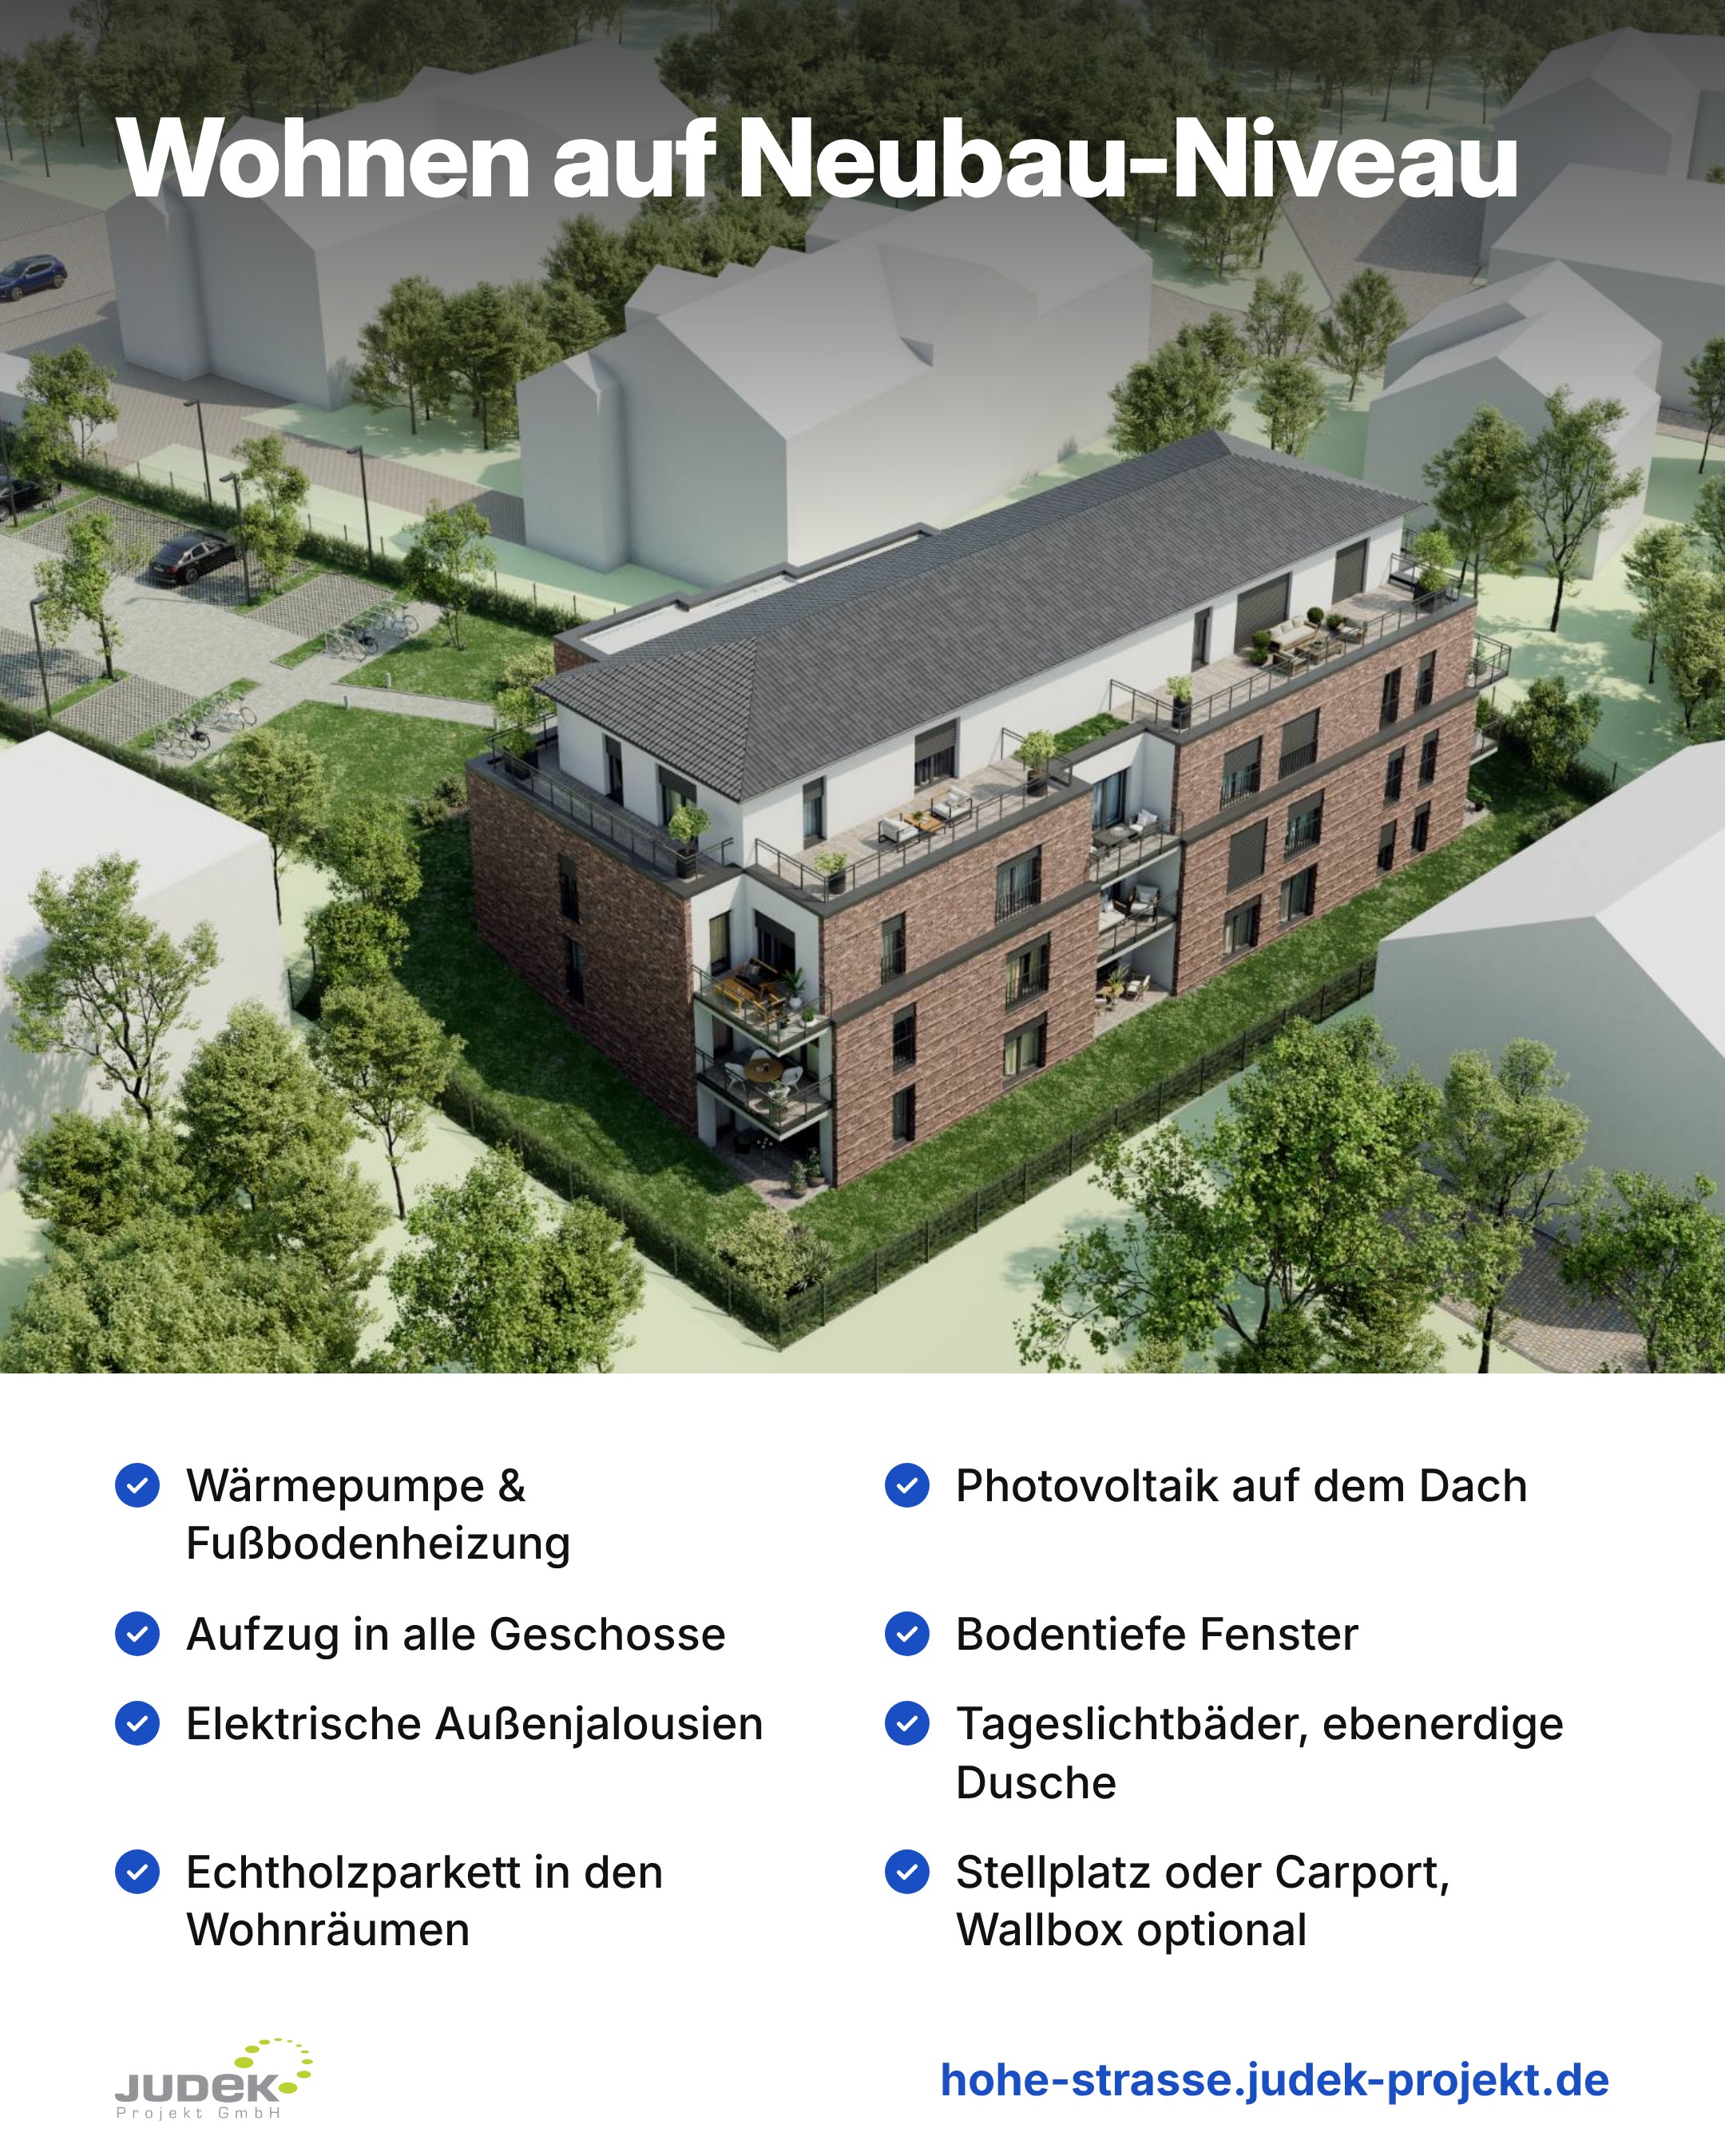 Wohnen auf Neubau-Niveau
Wärmepumpe &
Fußbodenheizung
Photovoltaik auf dem Dach
Aufzug in alle Geschosse
Bodentiefe Fenster
Elektrische Außenjalousien
Tageslichtbäder, ebenerdige
Dusche
Echtholzparkett in den
Wohnräumen
Stellplatz oder Carport,
Wallbox optional
JUDEK
Projekt GmbH
hohe-strasse.judek-projekt.de